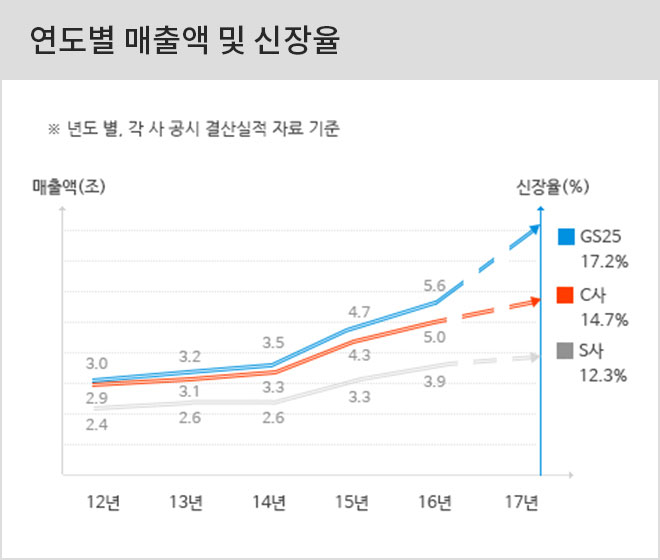 연도별 매출액 및 신장율
※ 년도 별, 각 사 공시 결산실적 자료 기준
매출액(조) 신장율(%)
GS25
17.2%
C사
14.7%
S사
12.3%
3.0 3.2 3.5 4.7 5.6
2.9 3.1 3.3 4.3 5.0
2.4 2.6 2.6 3.3 3.9
12년 13년 14년 15년 16년 17년